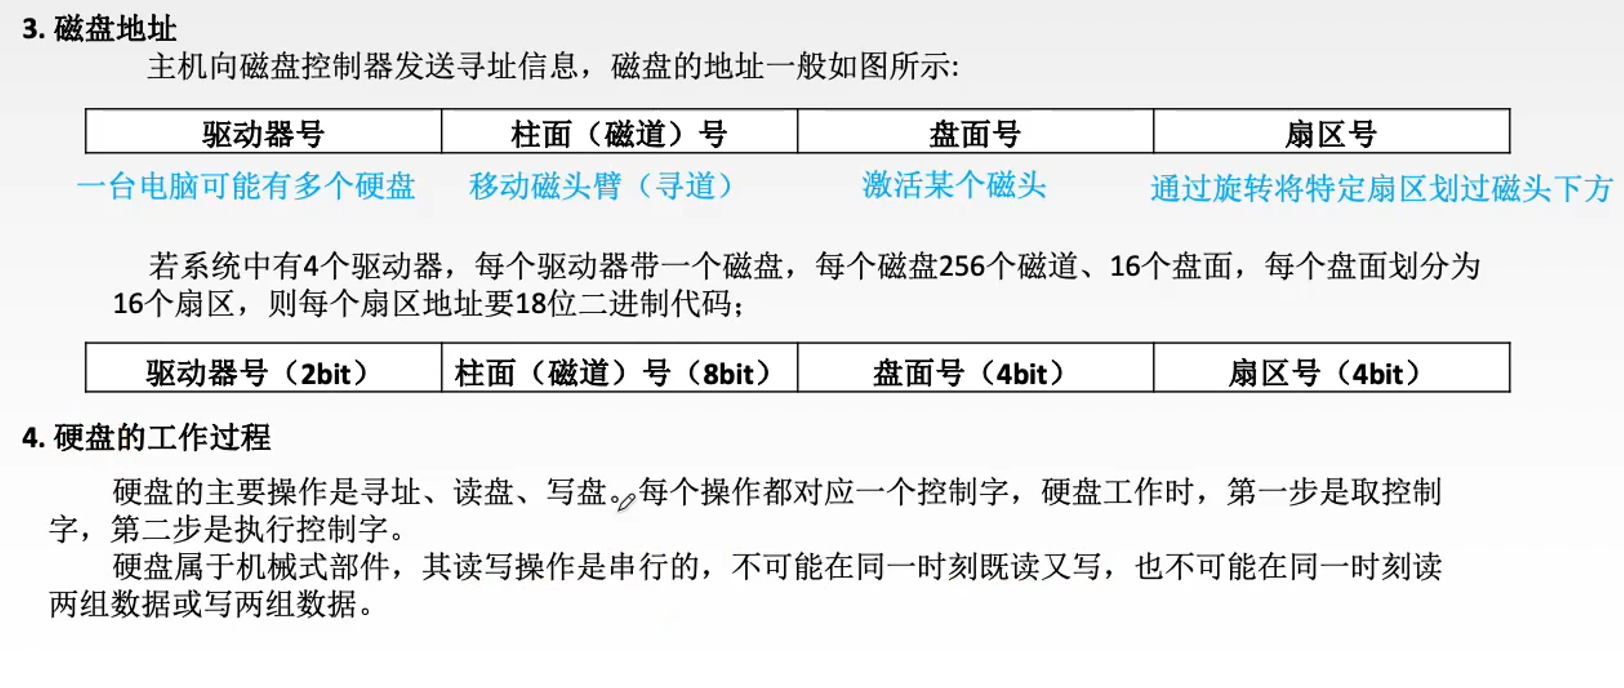 3. 磁盘地址
主机向磁盘控制器发送寻址信息，磁盘的地址一般如图所示:
驱动器号 柱面（磁道）号 盘面号 扇区号
一台电脑可能有多个硬盘 移动磁头臂（寻道） 激活某个磁头 通过旋转将特定扇区划过磁头下方
若系统中有4个驱动器，每个驱动器带一个磁盘，每个磁盘256个磁道、16个盘面，每个盘面划分为
16个扇区，则每个扇区地址要18位二进制代码；
驱动器号（2bit） 柱面（磁道）号（8bit） 盘面号（4bit） 扇区号（4bit）
4. 硬盘的工作过程
硬盘的主要操作是寻址、读盘、写盘。每个操作都对应一个控制字，硬盘工作时，第一步是取控制
字，第二步是执行控制字。
硬盘属于机械式部件，其读写操作是串行的，不可能在同一时刻既读又写，也不可能在同一时刻读
两组数据或写两组数据。